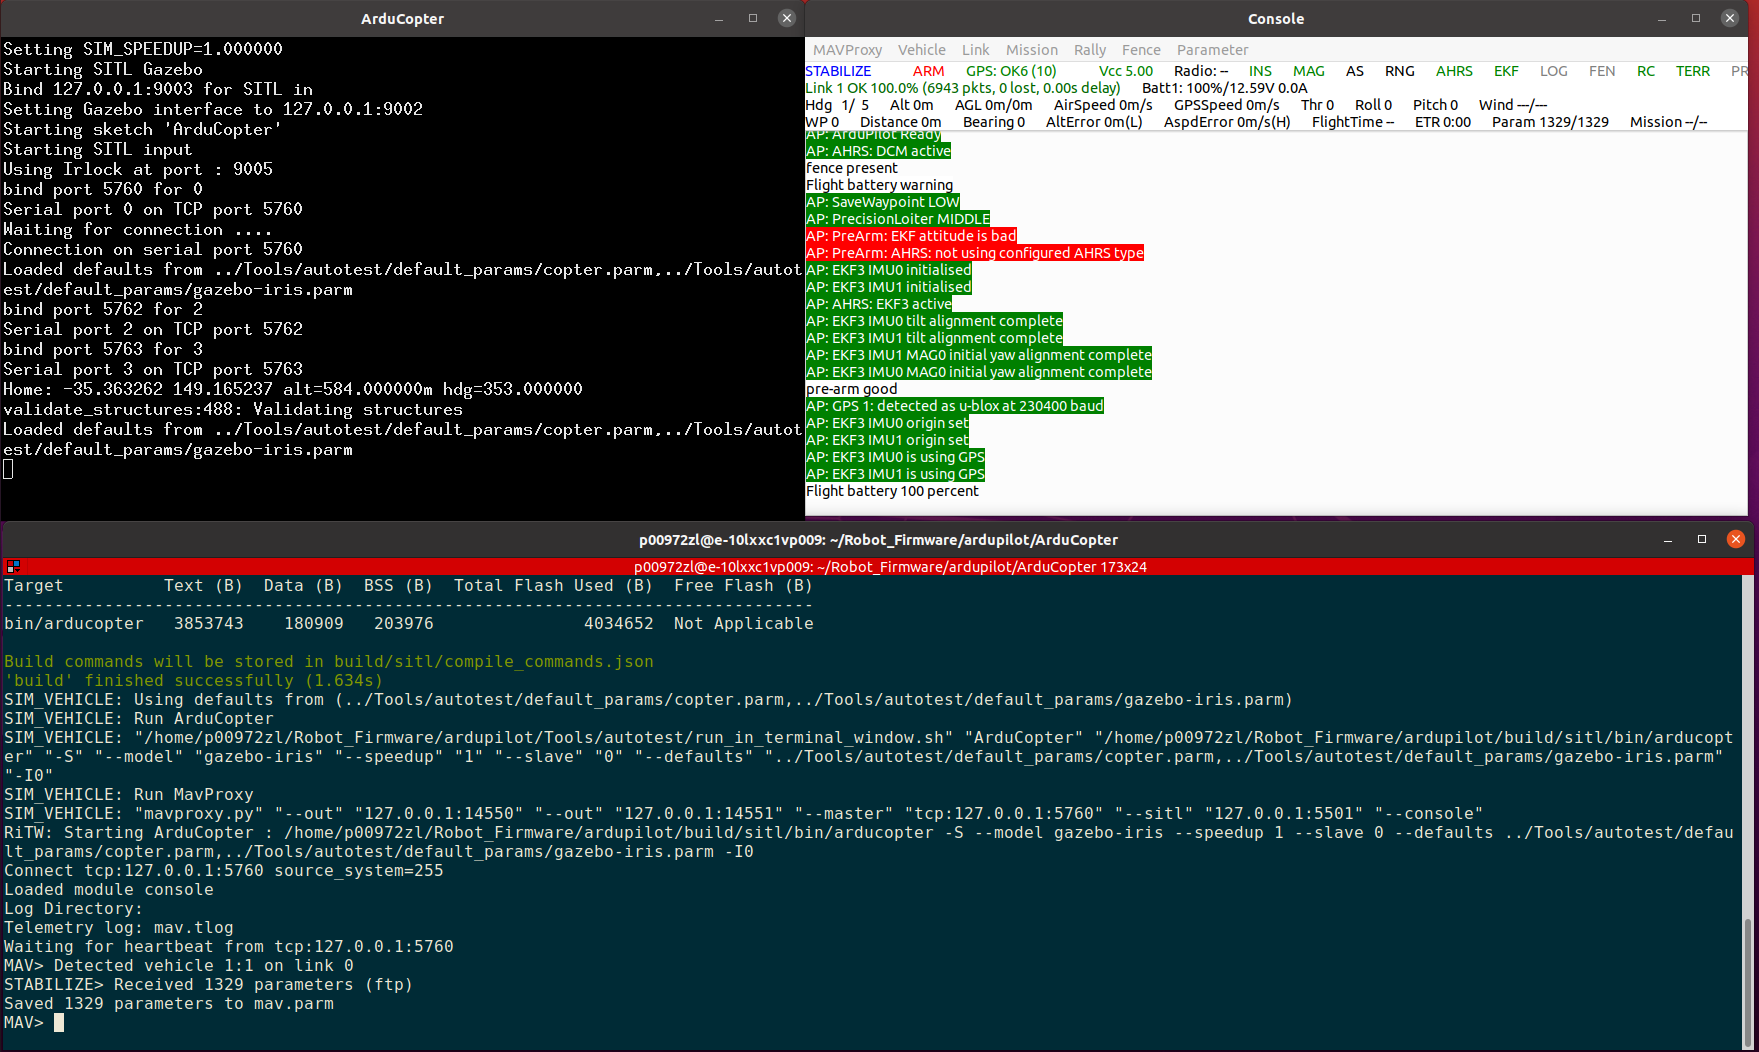 ArduCopter
Setting SIM_SPEEDUP=1.000000
Starting SITL Gazebo
Bind 127.0.0.1:9003 for SITL in
Setting Gazebo interface to 127.0.0.1:9002
Starting sketch 'ArduCopter'
Starting SITL input
Using Irlock at port : 9005
bind port 5760 for 0
Serial port 0 on TCP port 5760
Waiting for connection ....
Connection on serial port 5760
Loaded defaults from ../Tools/autotest/default_params/copter.parm,../Tools/autot
est/default_params/gazebo-iris.parm
bind port 5762 for 2
Serial port 2 on TCP port 5762
bind port 5763 for 3
Serial port 3 on TCP port 5763
Home: -35.363262 149.165237 alt=584.000000m hdg=353.000000
validate_structures:488: Validating structures
Loaded defaults from ../Tools/autotest/default_params/copter.parm,../Tools/autot
est/default_params/gazebo-iris.parm
Console
MAVProxy Vehicle Link Mission Rally Fence Parameter
STABILIZE ARM GPS: OK6 (10) Vcc 5.00 Radio: -- INS MAG AS RNG AHRS EKF LOG FEN RC TERR PR
Link 1 OK 100.0% (6943 pkts, 0 lost, 0.00s delay) Batt1: 100%/12.59V 0.0A
Hdg 1/ 5 Alt 0m AGL 0m/0m AirSpeed 0m/s GPSSpeed 0m/s Thr 0 Roll 0 Pitch 0 Wind ---/---
WP 0 Distance 0m Bearing 0 AltError 0m(L) AspdError 0m/s(H) FlightTime -- ETR 0:00 Param 1329/1329 Mission --/--
AP: ArduPilot Ready
AP: AHRS: DCM active
fence present
Flight battery warning
AP: SaveWaypoint LOW
AP: PrecisionLoiter MIDDLE
AP: PreArm: EKF attitude is bad
AP: PreArm: AHRS: not using configured AHRS type
AP: EKF3 IMU0 initialised
AP: EKF3 IMU1 initialised
AP: AHRS: EKF3 active
AP: EKF3 IMU0 tilt alignment complete
AP: EKF3 IMU1 tilt alignment complete
AP: EKF3 IMU1 MAG0 initial yaw alignment complete
AP: EKF3 IMU0 MAG0 initial yaw alignment complete
pre-arm good
AP: GPS 1: detected as u-blox at 230400 baud
AP: EKF3 IMU0 origin set
AP: EKF3 IMU1 origin set
AP: EKF3 IMU0 is using GPS
AP: EKF3 IMU1 is using GPS
Flight battery 100 percent
p00972zl@e-10lxxc1vp009: ~/Robot_Firmware/ardupilot/ArduCopter
p00972zl@e-10lxxc1vp009: ~/Robot_Firmware/ardupilot/ArduCopter 173x24
Target Text (B) Data (B) BSS (B) Total Flash Used (B) Free Flash (B)
---------------------------------------------------------------------------------
bin/arducopter 3853743 180909 203976 4034652 Not Applicable
Build commands will be stored in build/sitl/compile_commands.json
'build' finished successfully (1.634s)
SIM_VEHICLE: Using defaults from (../Tools/autotest/default_params/copter.parm,../Tools/autotest/default_params/gazebo-iris.parm)
SIM_VEHICLE: Run ArduCopter
SIM_VEHICLE: "/home/p00972zl/Robot_Firmware/ardupilot/Tools/autotest/run_in_terminal_window.sh" "ArduCopter" "/home/p00972zl/Robot_Firmware/ardupilot/build/sitl/bin/arducopt
er" "-S" "--model" "gazebo-iris" "--speedup" "1" "--slave" "0" "--defaults" "../Tools/autotest/default_params/copter.parm,../Tools/autotest/default_params/gazebo-iris.parm"
"-I0"
SIM_VEHICLE: Run MavProxy
SIM_VEHICLE: "mavproxy.py" "--out" "127.0.0.1:14550" "--out" "127.0.0.1:14551" "--master" "tcp:127.0.0.1:5760" "--sitl" "127.0.0.1:5501" "--console"
RiTW: Starting ArduCopter : /home/p00972zl/Robot_Firmware/ardupilot/build/sitl/bin/arducopter -S --model gazebo-iris --speedup 1 --slave 0 --defaults ../Tools/autotest/defau
lt_params/copter.parm,../Tools/autotest/default_params/gazebo-iris.parm -I0
Connect tcp:127.0.0.1:5760 source_system=255
Loaded module console
Log Directory:
Telemetry log: mav.tlog
Waiting for heartbeat from tcp:127.0.0.1:5760
MAV> Detected vehicle 1:1 on link 0
STABILIZE> Received 1329 parameters (ftp)
Saved 1329 parameters to mav.parm
MAV>